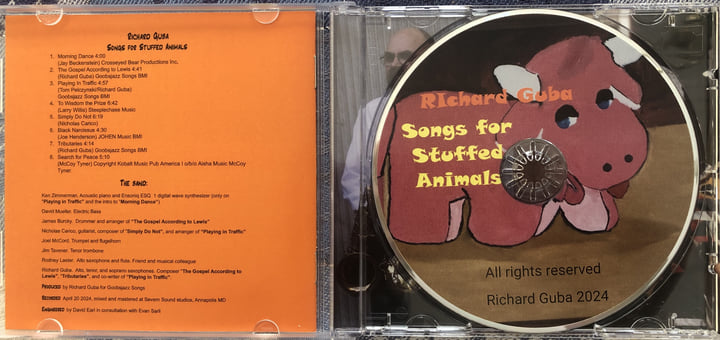 Richard Guba
Songs for Stuffed Animals
1. Morning Dance 4:09
(Jay Beckenstein) Crosseyed Bear Productions Inc.
2. The Gospel According to Lewis 4:41
(Richard Guba) Goobajazz Songs BMI
3. Playing In Traffic 4:57
(Tom Pelczynski/Richard Guba)
Goobajazz Songs BMI
4. To Wisdom the Prize 6:42
(Larry Willis) Steeplechase Music
5. Simply Do Not 6:19
(Nicholas Carico)
6. Black Narcissus 4:30
(Joe Henderson) JOHEN Music BMI
7. Tributaries 4:14
(Richard Guba) Goobajazz Songs BMI
8. Search for Peace 5:10
(McCoy Tyner) Copyright Kobalt Music Pub America I o/b/o Aisha Music McCoy
Tyner.
The Band:
Ken Zimmerman, Acoustic piano and Ensoniq ESQ 1 digital wave synthesizer (only on
"Playing in Traffic" and the intro to "Morning Dance")
David Mueller, Electric Bass
James Bursky, Drummer and arranger of "The Gospel According to Lewis"
Nicholas Carico, guitarist, composer of "Simply Do Not", and arranger of "Playing in Traffic"
Joel McCord, Trumpet and flugelhorn
Jim Tavener, Tenor trombone
Rodney Laster. Alto saxophone and flute. Friend and musical colleague
Richard Guba. Alto, tenor, and soprano saxophones. Composer "The Gospel According to
Lewis", "Tributaries", and co-writer of "Playing in Traffic".
Produced by Richard Guba for Goobajazz Songs
Recorded April 20 2024, mixed and mastered at Severn Sound studios, Annapolis MD
Engineered by David Earl in consultation with Evan Sarli
RIchard Guba
Songs for
Stuffed
Animals
All rights reserved
Richard Guba 2024